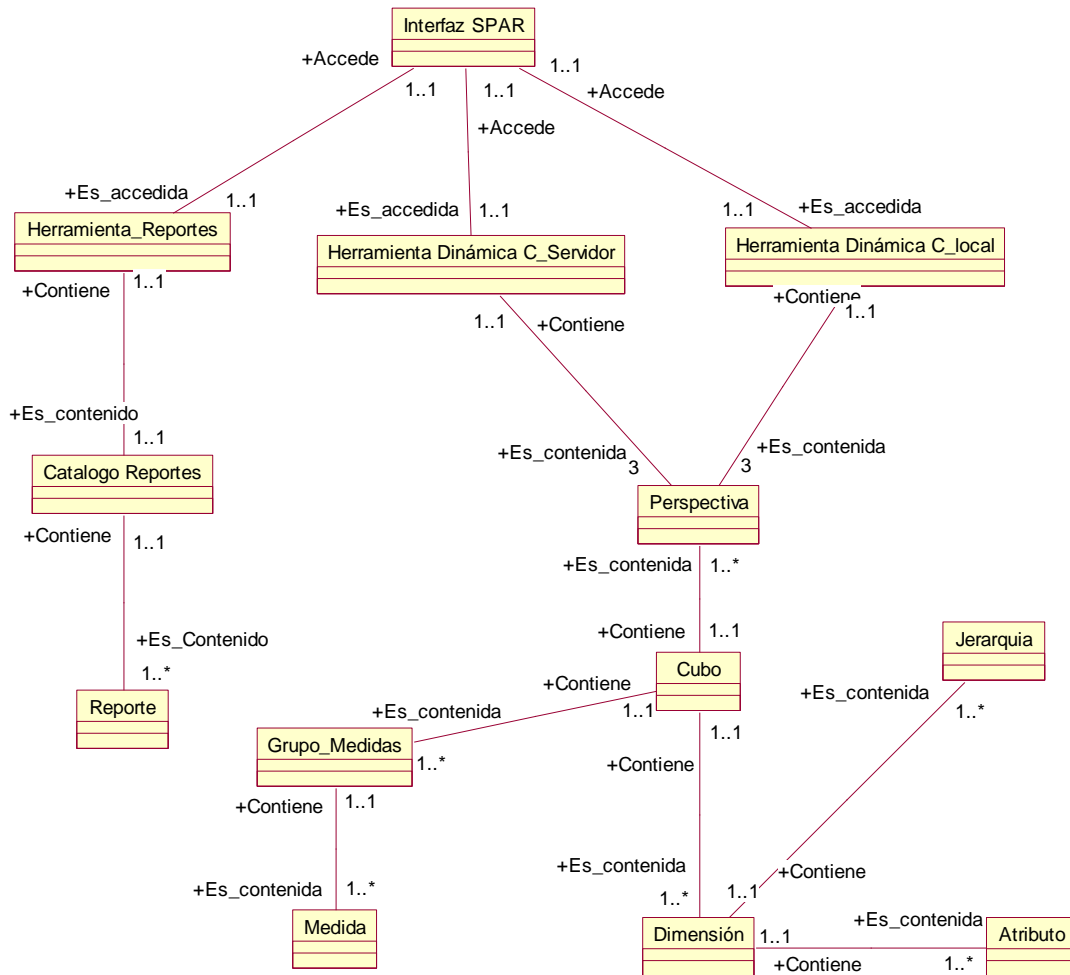 Interfaz SPAR
+Accede
1..1
1..1
1..1
+Accede
+Accede
+Es_accedida
1..1
+Es_accedida
1..1
1..1
+Es_accedida
Herramienta_Reportes
Herramienta Dinámica C_Servidor
Herramienta Dinámica C_local
+Contiene
1..1
1..1
+Contiene
+Contiene
1..1
+Es_contenido
1..1
+Es_contenida
3
+Es_contenida
3
Catalogo Reportes
Perspectiva
+Contiene
1..1
+Es_contenida
1..*
+Es_Contenido
1..*
+Contiene
1..1
Reporte
Cubo
Jerarquia
+Contiene
1..1
+Es_contenida
1..*
1..1
+Es_contenida
1..*
Grupo_Medidas
+Contiene
+Contiene
1..1
+Es_contenida
1..*
+Es_contenida
1..*
+Contiene
1..1
Medida
Dimensión
1..1
+Contiene
+Es_contenida
1..*
Atributo